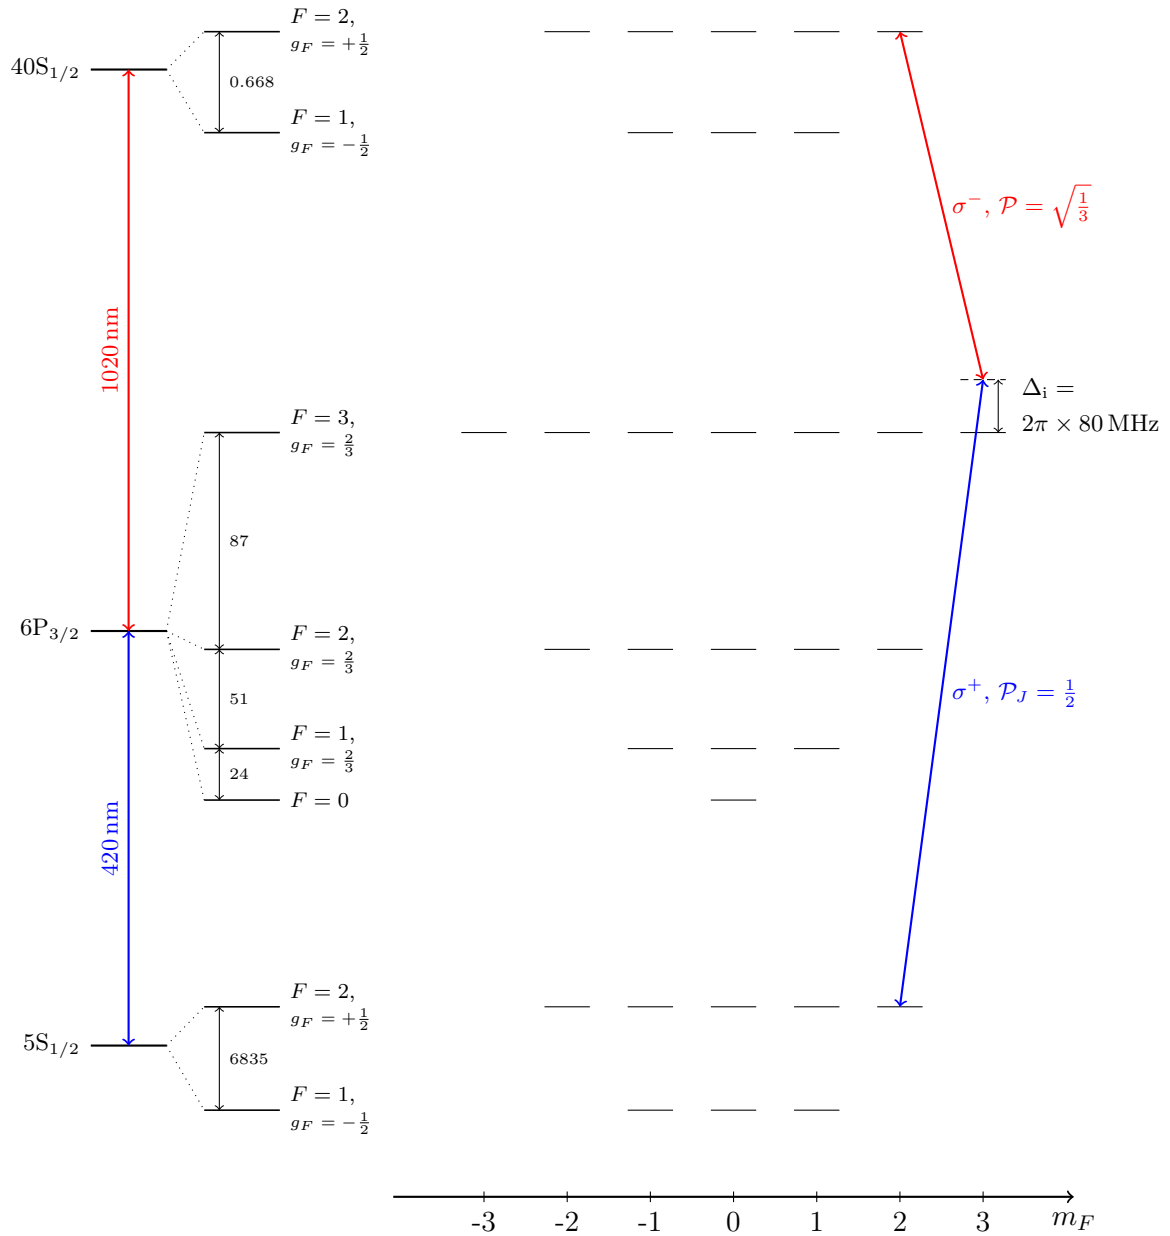 F = 2,
40S1/2
gF = +1/2
0.668
F = 1,
gF = −1/2
σ−, 𝒫 = √1/3
1020 nm
Δi =
2π × 80 MHz
F = 3,
gF = 2/3
87
6P3/2
F = 2,
gF = 2/3
51
σ+, 𝒫J = 1/2
F = 1,
gF = 2/3
24
F = 0
420 nm
F = 2,
gF = +1/2
5S1/2
6835
F = 1,
gF = −1/2
-3 -2 -1 0 1 2 3 mF